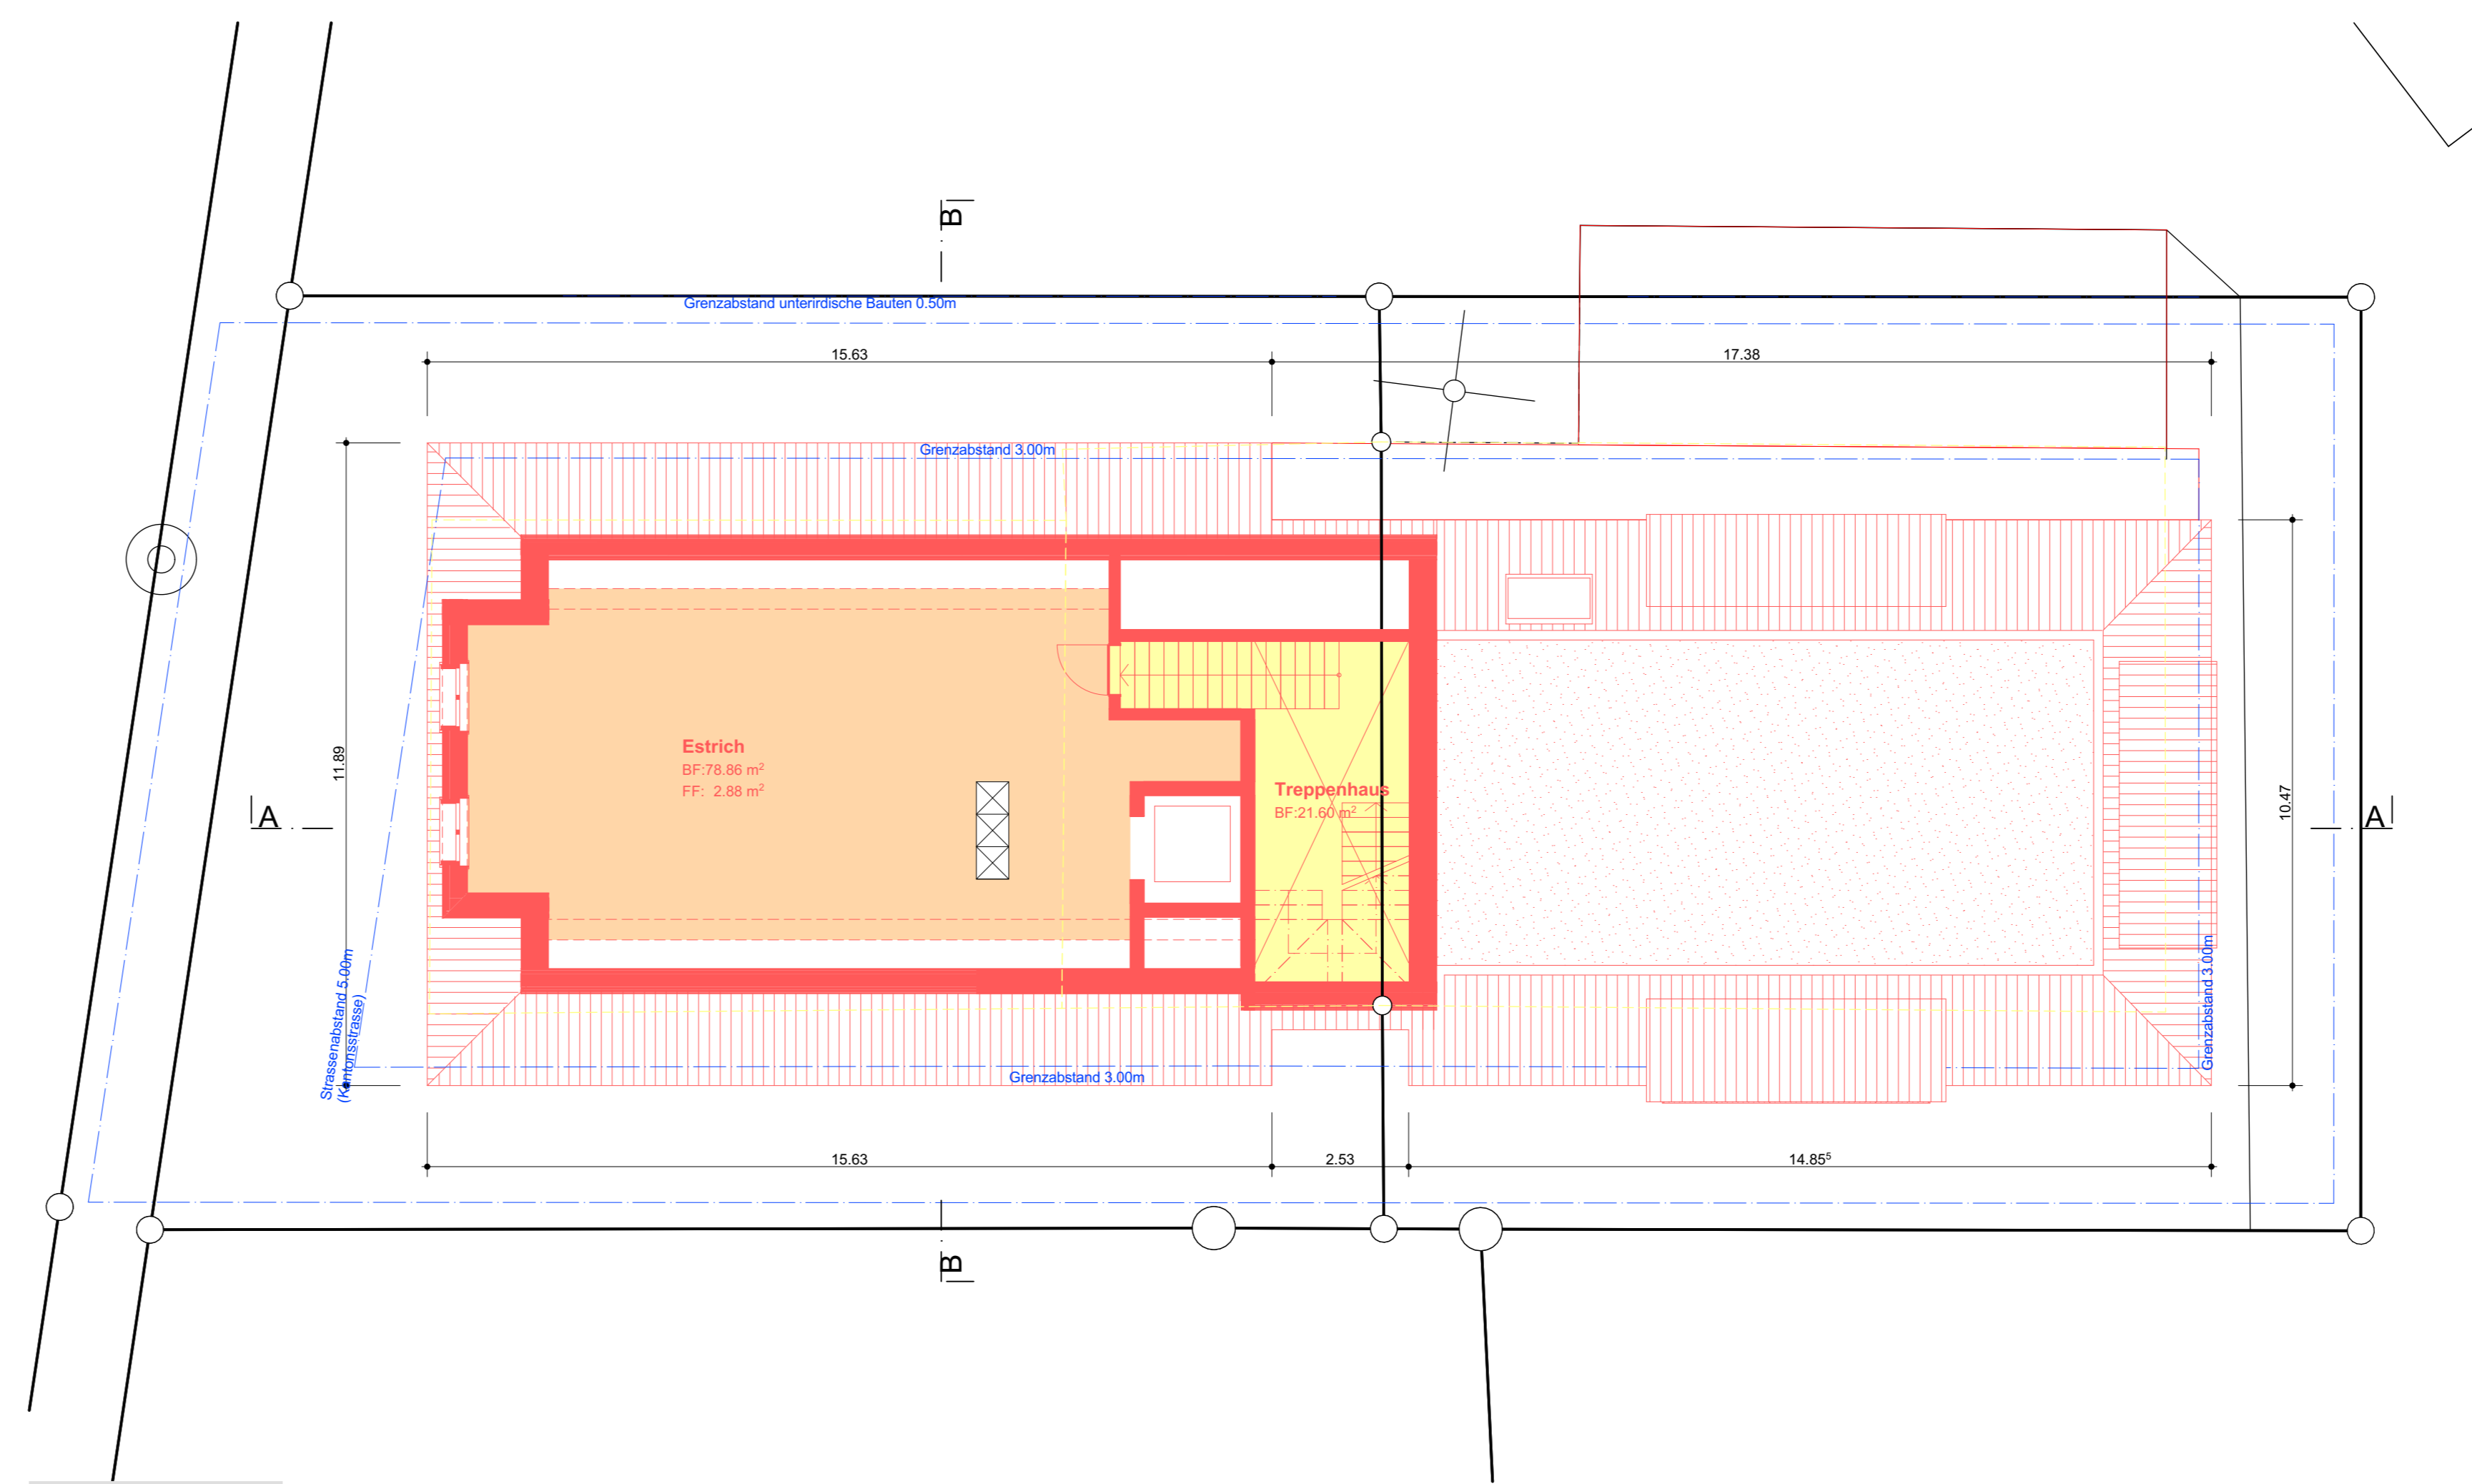 B
Grenzabstand unterirdische Bauten 0.50m
15.63
17.38
Grenzabstand 3.00m
11.89
Estrich
BF:78.86 m²
FF: 2.88 m²
Treppenhaus
BF:21.60 m²
10.47
A
A
Strassenabstand 5.00m
(Kantonsstrasse)
Grenzabstand 3.00m
Grenzabstand 3.00m
15.63
2.53
14.85⁵
B